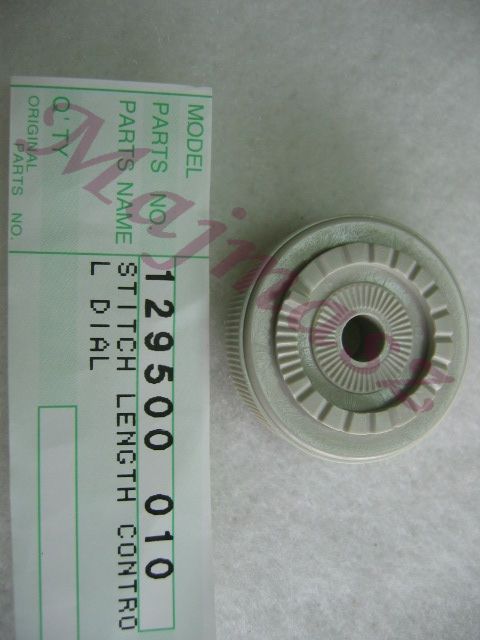 MODEL
PARTS NO. 129500 010
PARTS NAME STITCH LENGTH CONTRO
L DIAL
Q'TY
ORIGINAL
PARTS NO.